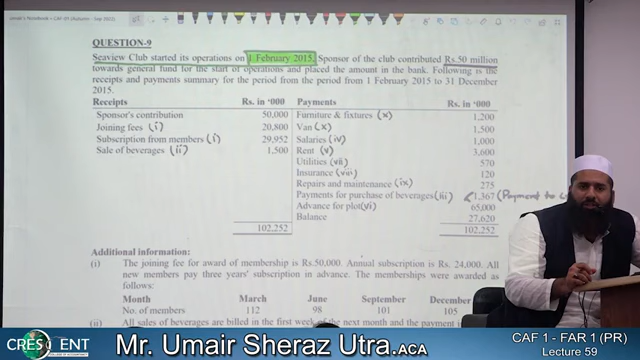 Umair's Notebook - CAF-01 (Autumn - Sep 2022)
QUESTION-9
Seaview Club started its operations on 1 February 2015. Sponsor of the club contributed Rs.50 million
towards general fund for the start of operations and placed the amount in the bank. Following is the
receipts and payments summary for the period from the period from 1 February 2015 to 31 December
2015.
Receipts Rs. in '000 Payments Rs. in '000
Sponsor's contribution 50,000 Furniture & fixtures (x) 1,200
Joining fees (i) 20,800 Van (x) 1,500
Subscription from members (i) 29,952 Salaries (iv) 1,000
Sale of beverages (ii) 1,500 Rent (v) 3,600
Utilities (vii) 570
Insurance (viii) 120
Repairs and maintenance (ix) 275
Payments for purchase of beverages (iii) 1,367 (Payment to
Advance for plot (vi) 65,000
Balance 27,620
102,252 102,252
Additional information:
(i) The joining fee for award of membership is Rs.50,000. Annual subscription is Rs. 24,000. All
new members pay three years' subscription in advance. The memberships were awarded as
follows:
Month March June September December
No. of members 112 98 101 105
(ii) All sales of beverages are billed in the first week of the next month and the payment is
CRESCENT
Mr. Umair Sheraz Utra.ACA
CAF 1 - FAR 1 (PR)
Lecture 59